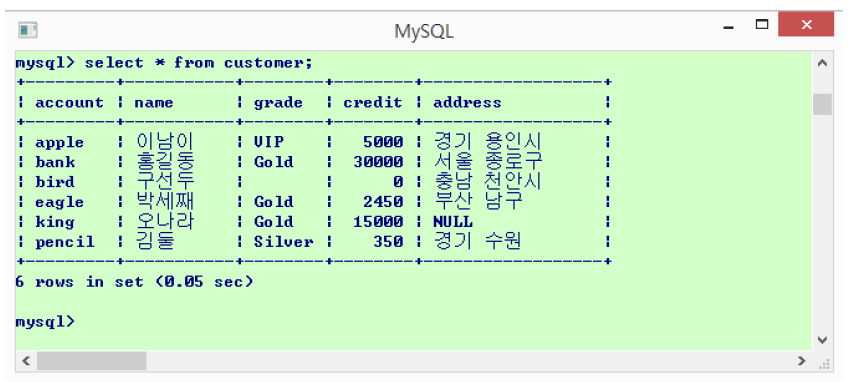 MySQL
mysql> select * from customer;
+---------+-----------+--------+--------+------------------+
| account | name | grade | credit | address |
+---------+-----------+--------+--------+------------------+
| apple | 이남이 | VIP | 5000 | 경기 용인시 |
| bank | 홍길동 | Gold | 30000 | 서울 종로구 |
| bird | 구선두 | | 0 | 충남 천안시 |
| eagle | 박세째 | Gold | 2450 | 부산 남구 |
| king | 오나라 | Gold | 15000 | NULL |
| pencil | 김둘 | Silver | 350 | 경기 수원 |
+---------+-----------+--------+--------+------------------+
6 rows in set (0.05 sec)
mysql>